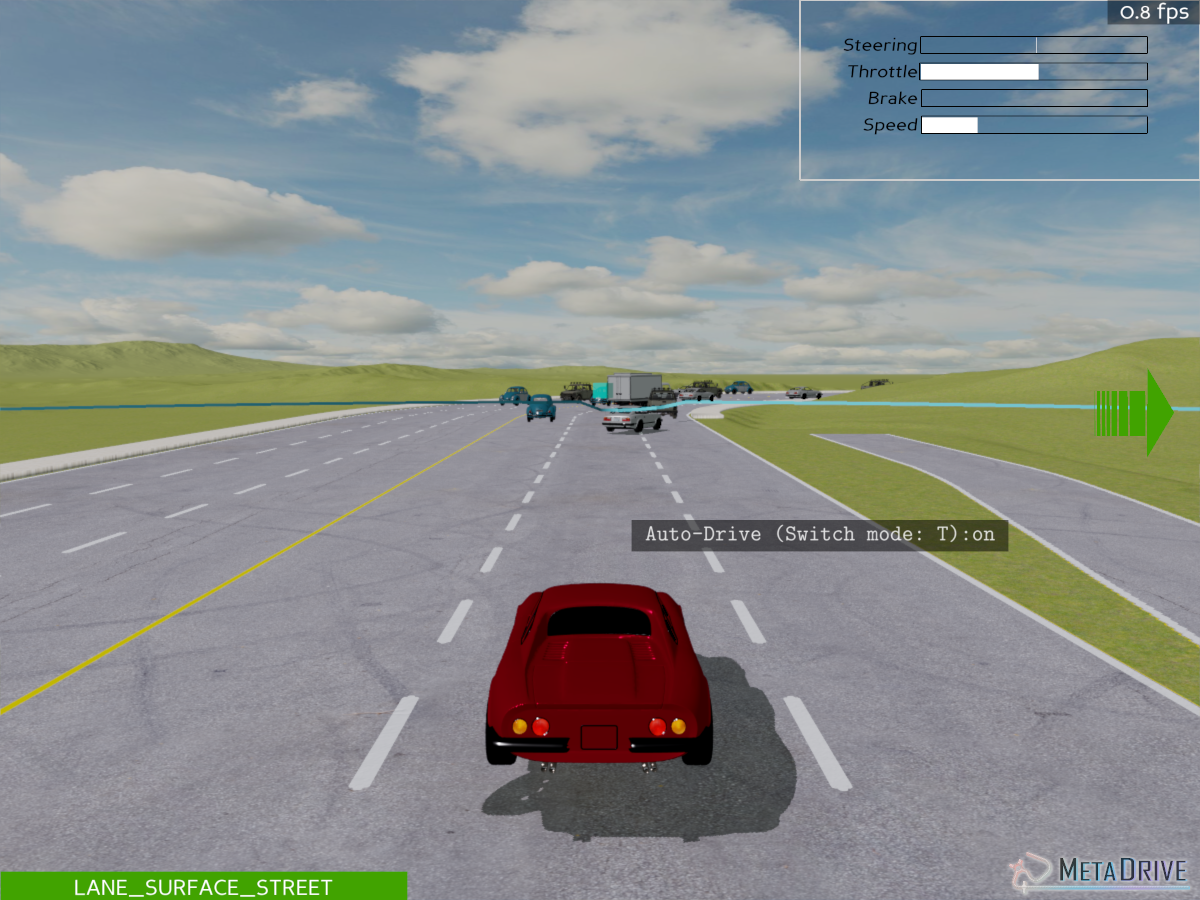 0.8 fps
Steering
Throttle
Brake
Speed
Auto-Drive (Switch mode: T):on
LANE_SURFACE_STREET
METADRIVE